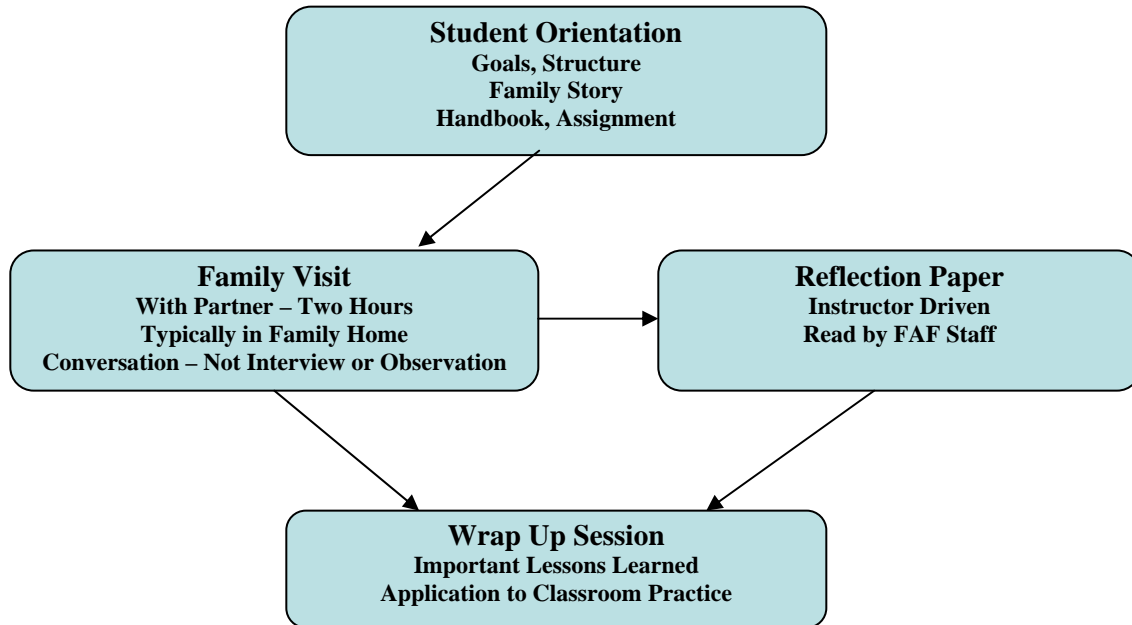 Student Orientation
Goals, Structure
Family Story
Handbook, Assignment
Family Visit
With Partner – Two Hours
Typically in Family Home
Conversation – Not Interview or Observation
Reflection Paper
Instructor Driven
Read by FAF Staff
Wrap Up Session
Important Lessons Learned
Application to Classroom Practice